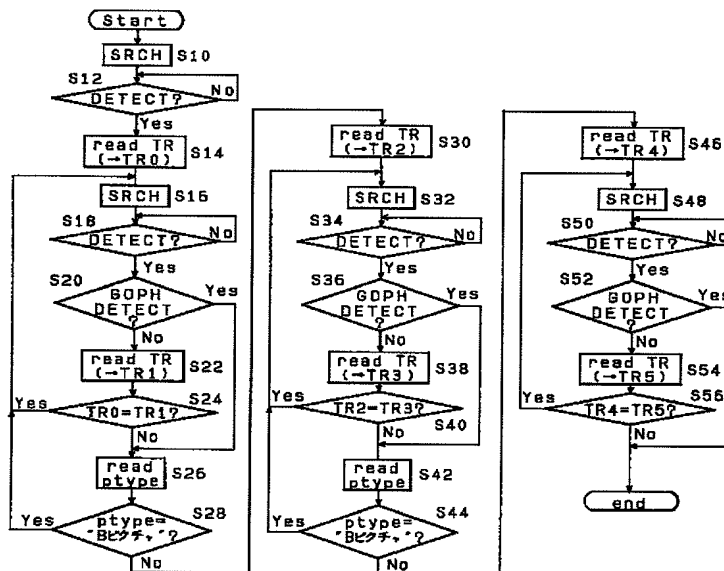 Start
SRCH S10
S12
DETECT? No
Yes
read TR
(→TR0) S14
SRCH S16
S18
DETECT? No
Yes
S20
GOPH Yes
DETECT
?
No
read TR
(→TR1) S22
S24
Yes TR0=TR1?
No
read
ptype S26
S28
Yes ptype=
"Bピクチャ"?
No
read TR
(→TR2) S30
SRCH S32
S34
DETECT? No
Yes
S36
GOPH Yes
DETECT
?
No
read TR
(→TR3) S38
Yes TR2=TR3?
S40
No
read
ptype S42
S44
Yes ptype=
"Bピクチャ"?
No
read TR
(→TR4) S46
SRCH S48
S50
DETECT? No
Yes
S52
GOPH Yes
DETECT
?
No
read TR
(→TR5) S54
S56
Yes TR4=TR5?
No
end